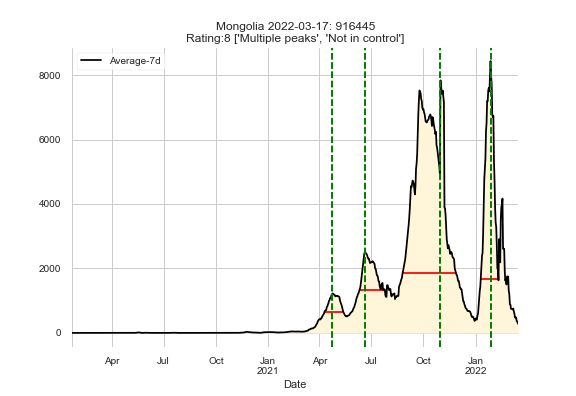 Mongolia 2022-03-17: 916445
Rating:8 ['Multiple peaks', 'Not in control']
Average-7d
8000
6000
4000
2000
0
Apr
Jul
Oct
Jan
2021
Apr
Jul
Oct
Jan
2022
Date